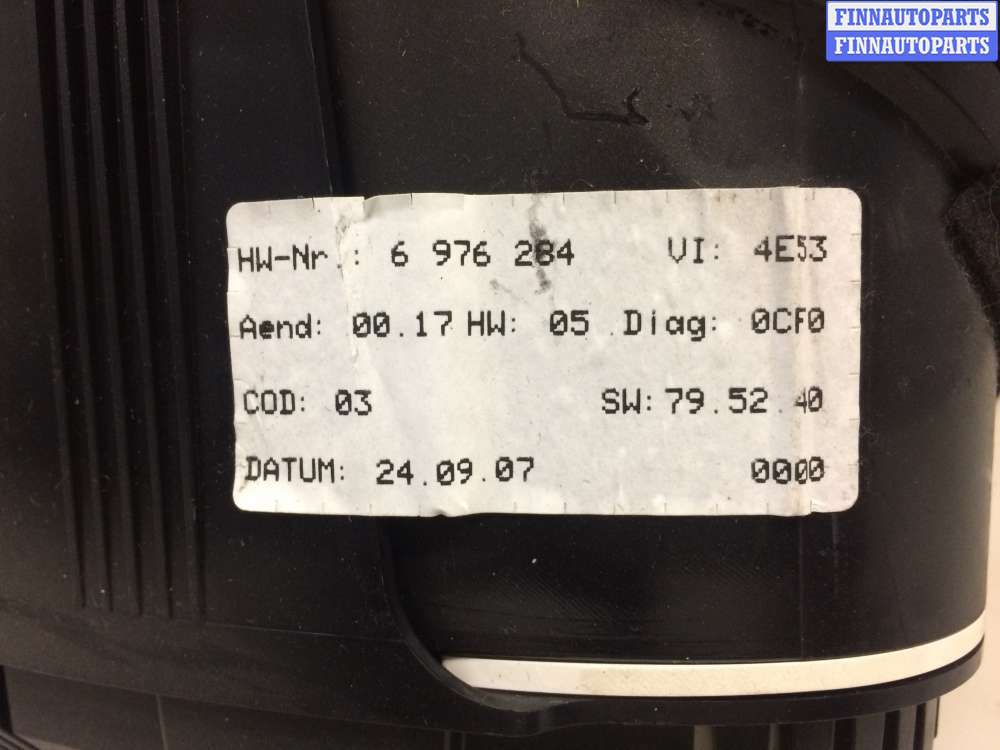 FINNAUTOPARTS
FINNAUTOPARTS
HW-Nr.: 6 976 284 VI: 4E53
Aend: 00.17 HW: 05 Diag: 0CF0
COD: 03 SW: 79.52.40
DATUM: 24.09.07 0000